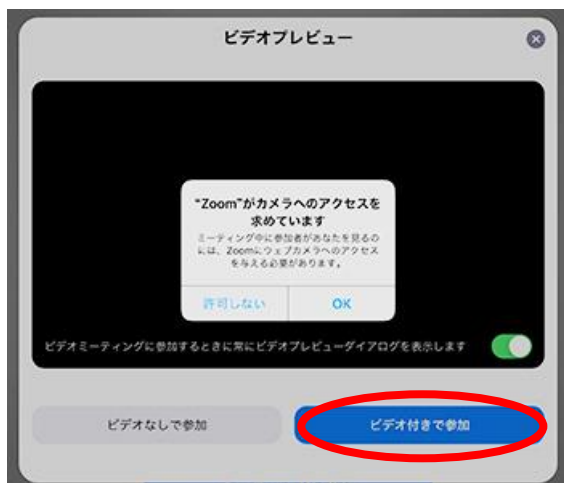 ビデオプレビュー
“Zoom”がカメラへのアクセスを
求めています
ミーティング中に参加者があなたを見るの
には、Zoomにウェブカメラへのアクセス
を与える必要があります。
許可しない
OK
ビデオミーティングに参加するときに常にビデオプレビューダイアログを表示します
ビデオなしで参加
ビデオ付きで参加